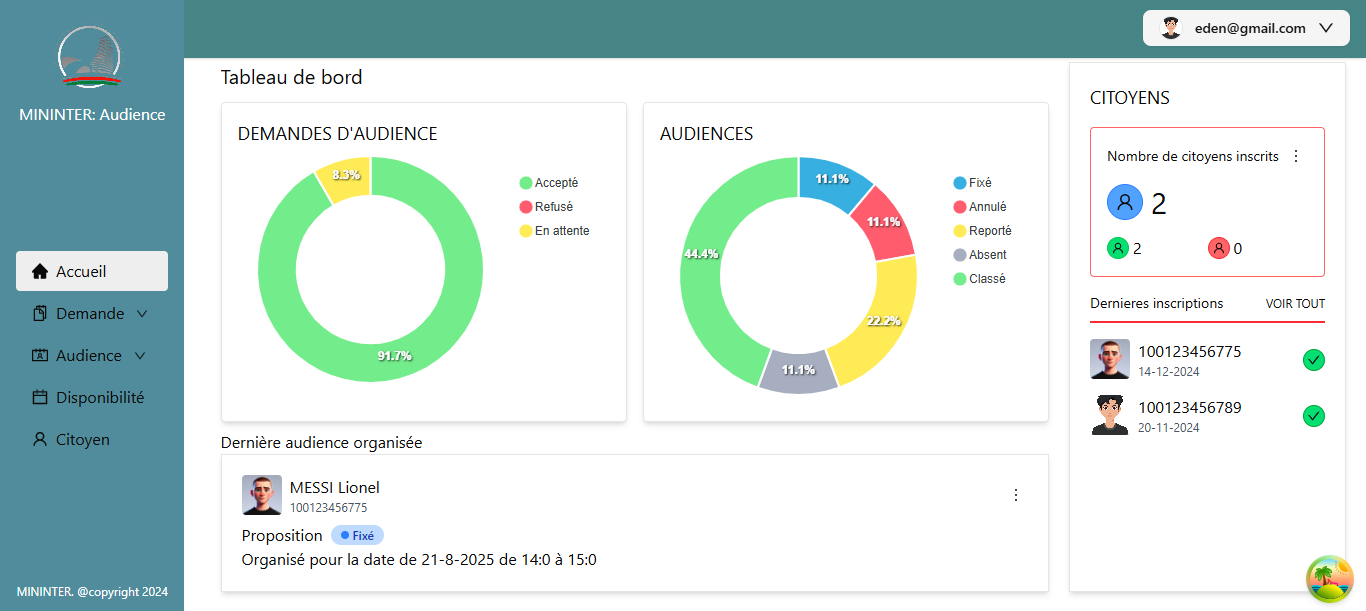 MININTER: Audience
Accueil
Demande
Audience
Disponibilité
Citoyen
MININTER. @copyright 2024
eden@gmail.com
Tableau de bord
DEMANDES D'AUDIENCE
8.3%
91.7%
Accepté
Refusé
En attente
AUDIENCES
11.1%
11.1%
44.4%
22.2%
11.1%
Fixé
Annulé
Reporté
Absent
Classé
Dernière audience organisée
MESSI Lionel
100123456775
Proposition Fixé
Organisé pour la date de 21-8-2025 de 14:0 à 15:0
CITOYENS
Nombre de citoyens inscrits
2
2 0
Dernieres inscriptions VOIR TOUT
100123456775
14-12-2024
100123456789
20-11-2024